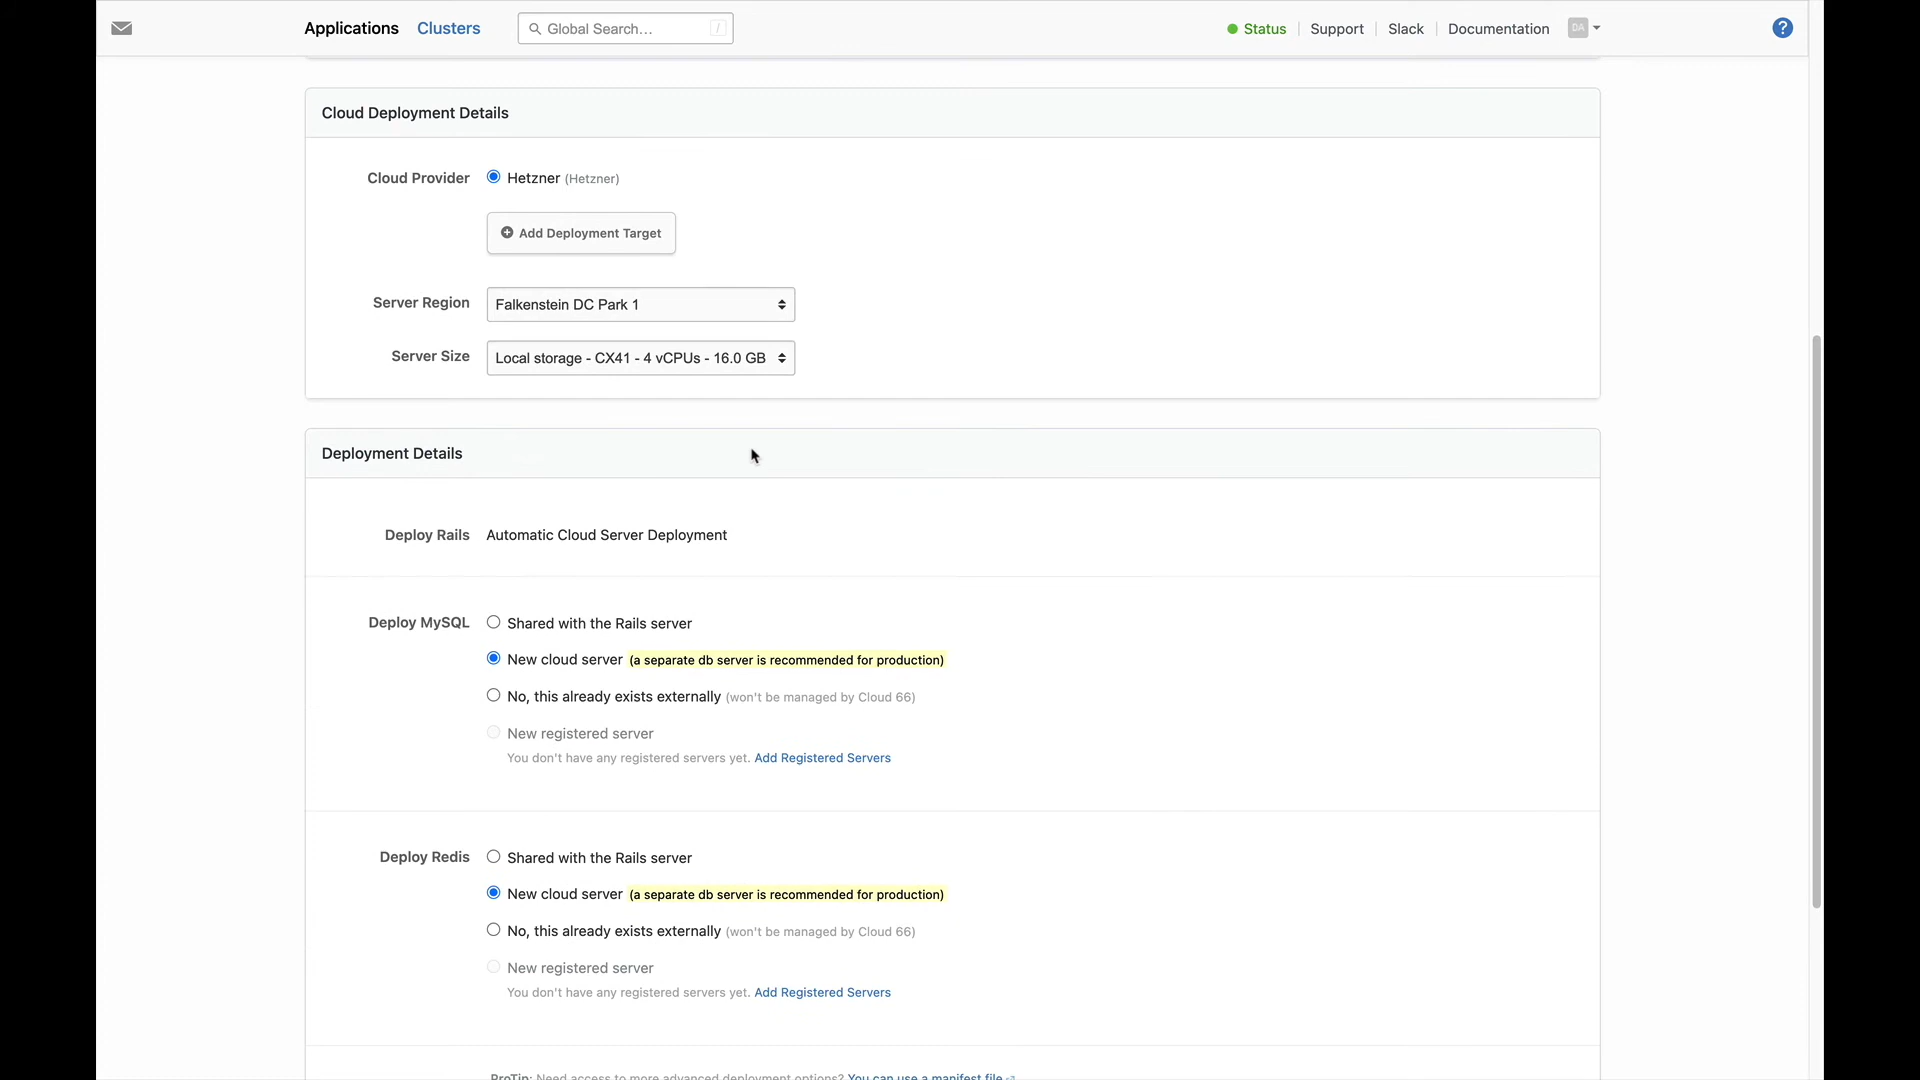 Applications Clusters Global Search... / Status Support Slack Documentation DA ?
Cloud Deployment Details
Cloud Provider Hetzner (Hetzner)
Add Deployment Target
Server Region Falkenstein DC Park 1
Server Size Local storage - CX41 - 4 vCPUs - 16.0 GB
Deployment Details
Deploy Rails Automatic Cloud Server Deployment
Deploy MySQL Shared with the Rails server
New cloud server (a separate db server is recommended for production)
No, this already exists externally (won't be managed by Cloud 66)
New registered server
You don't have any registered servers yet. Add Registered Servers
Deploy Redis Shared with the Rails server
New cloud server (a separate db server is recommended for production)
No, this already exists externally (won't be managed by Cloud 66)
New registered server
You don't have any registered servers yet. Add Registered Servers
ProTip: Need access to more advanced deployment options? You can use a manifest file